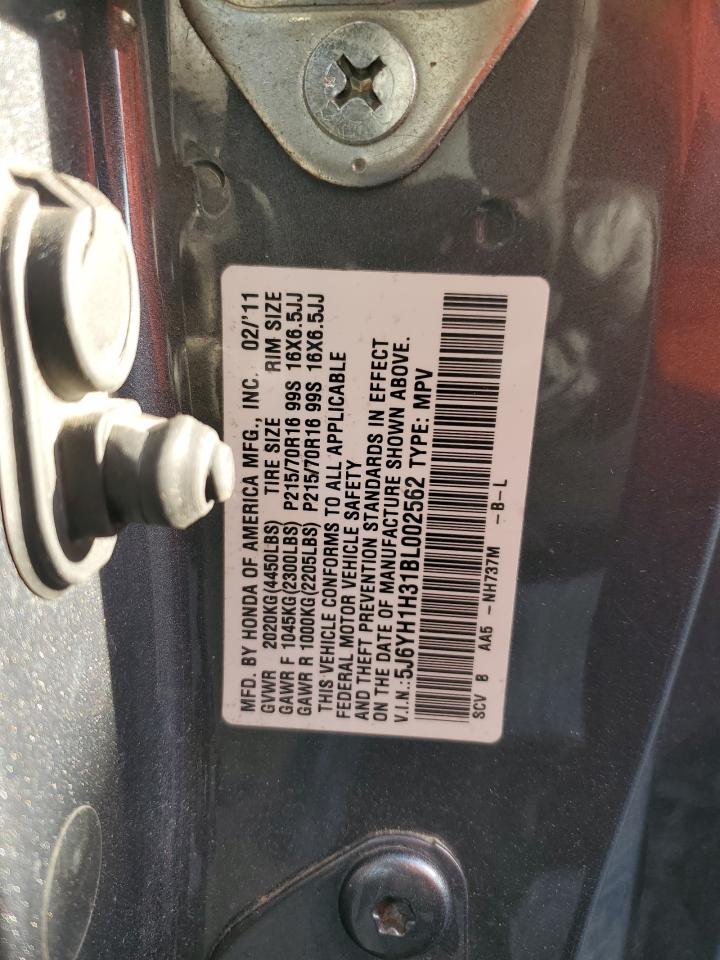 MFD. BY HONDA OF AMERICA MFG., INC. 02/'11
GVWR 2020KG(4450LBS) TIRE SIZE RIM SIZE
GAWR F 1045KG(2300LBS) P215/70R16 99S 16X6.5JJ
GAWR R 1000KG(2205LBS) P215/70R16 99S 16X6.5JJ
THIS VEHICLE CONFORMS TO ALL APPLICABLE
FEDERAL MOTOR VEHICLE SAFETY
AND THEFT PREVENTION STANDARDS IN EFFECT
ON THE DATE OF MANUFACTURE SHOWN ABOVE.
V.I.N.:5J6YH1H31BL002562 TYPE: MPV
SCV B AA5 -NH737M -B-L